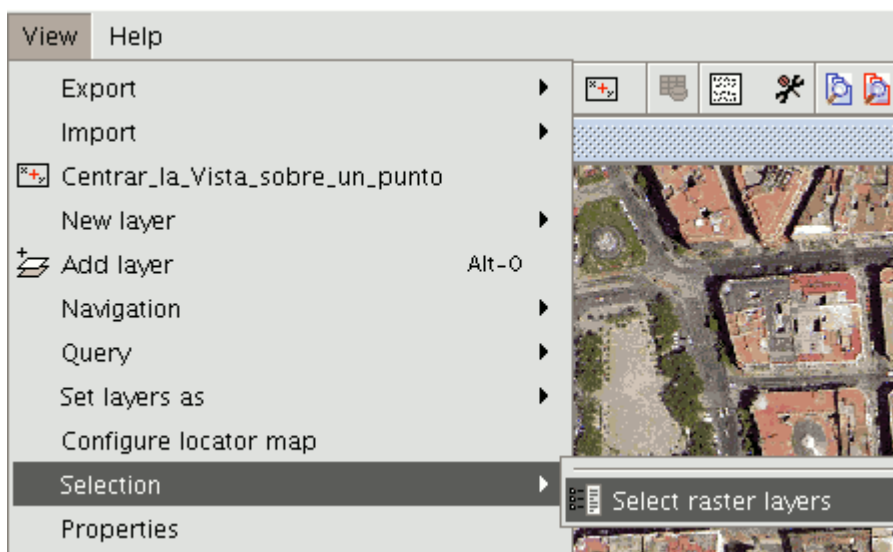 View Help
Export
Import
Centrar_la_Vista_sobre_un_punto
New layer
Add layer Alt-O
Navigation
Query
Set layers as
Configure locator map
Selection
Select raster layers
Properties